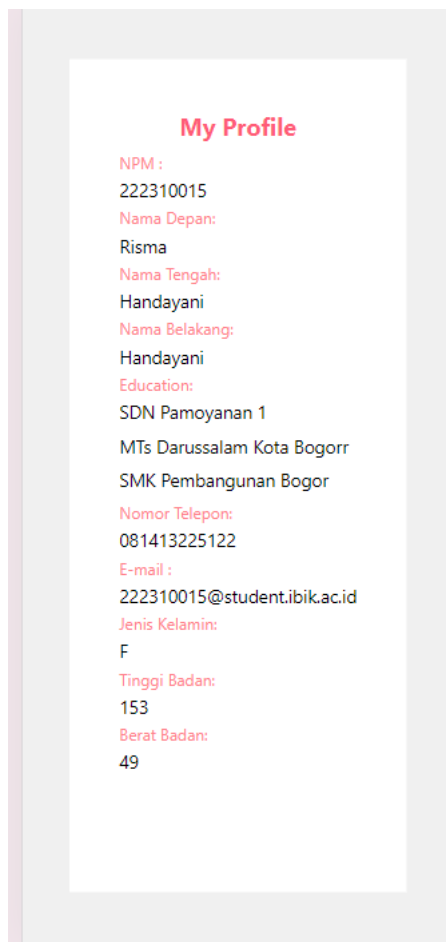 My Profile
NPM :
222310015
Nama Depan:
Risma
Nama Tengah:
Handayani
Nama Belakang:
Handayani
Education:
SDN Pamoyanan 1
MTs Darussalam Kota Bogorr
SMK Pembangunan Bogor
Nomor Telepon:
081413225122
E-mail :
222310015@student.ibik.ac.id
Jenis Kelamin:
F
Tinggi Badan:
153
Berat Badan:
49